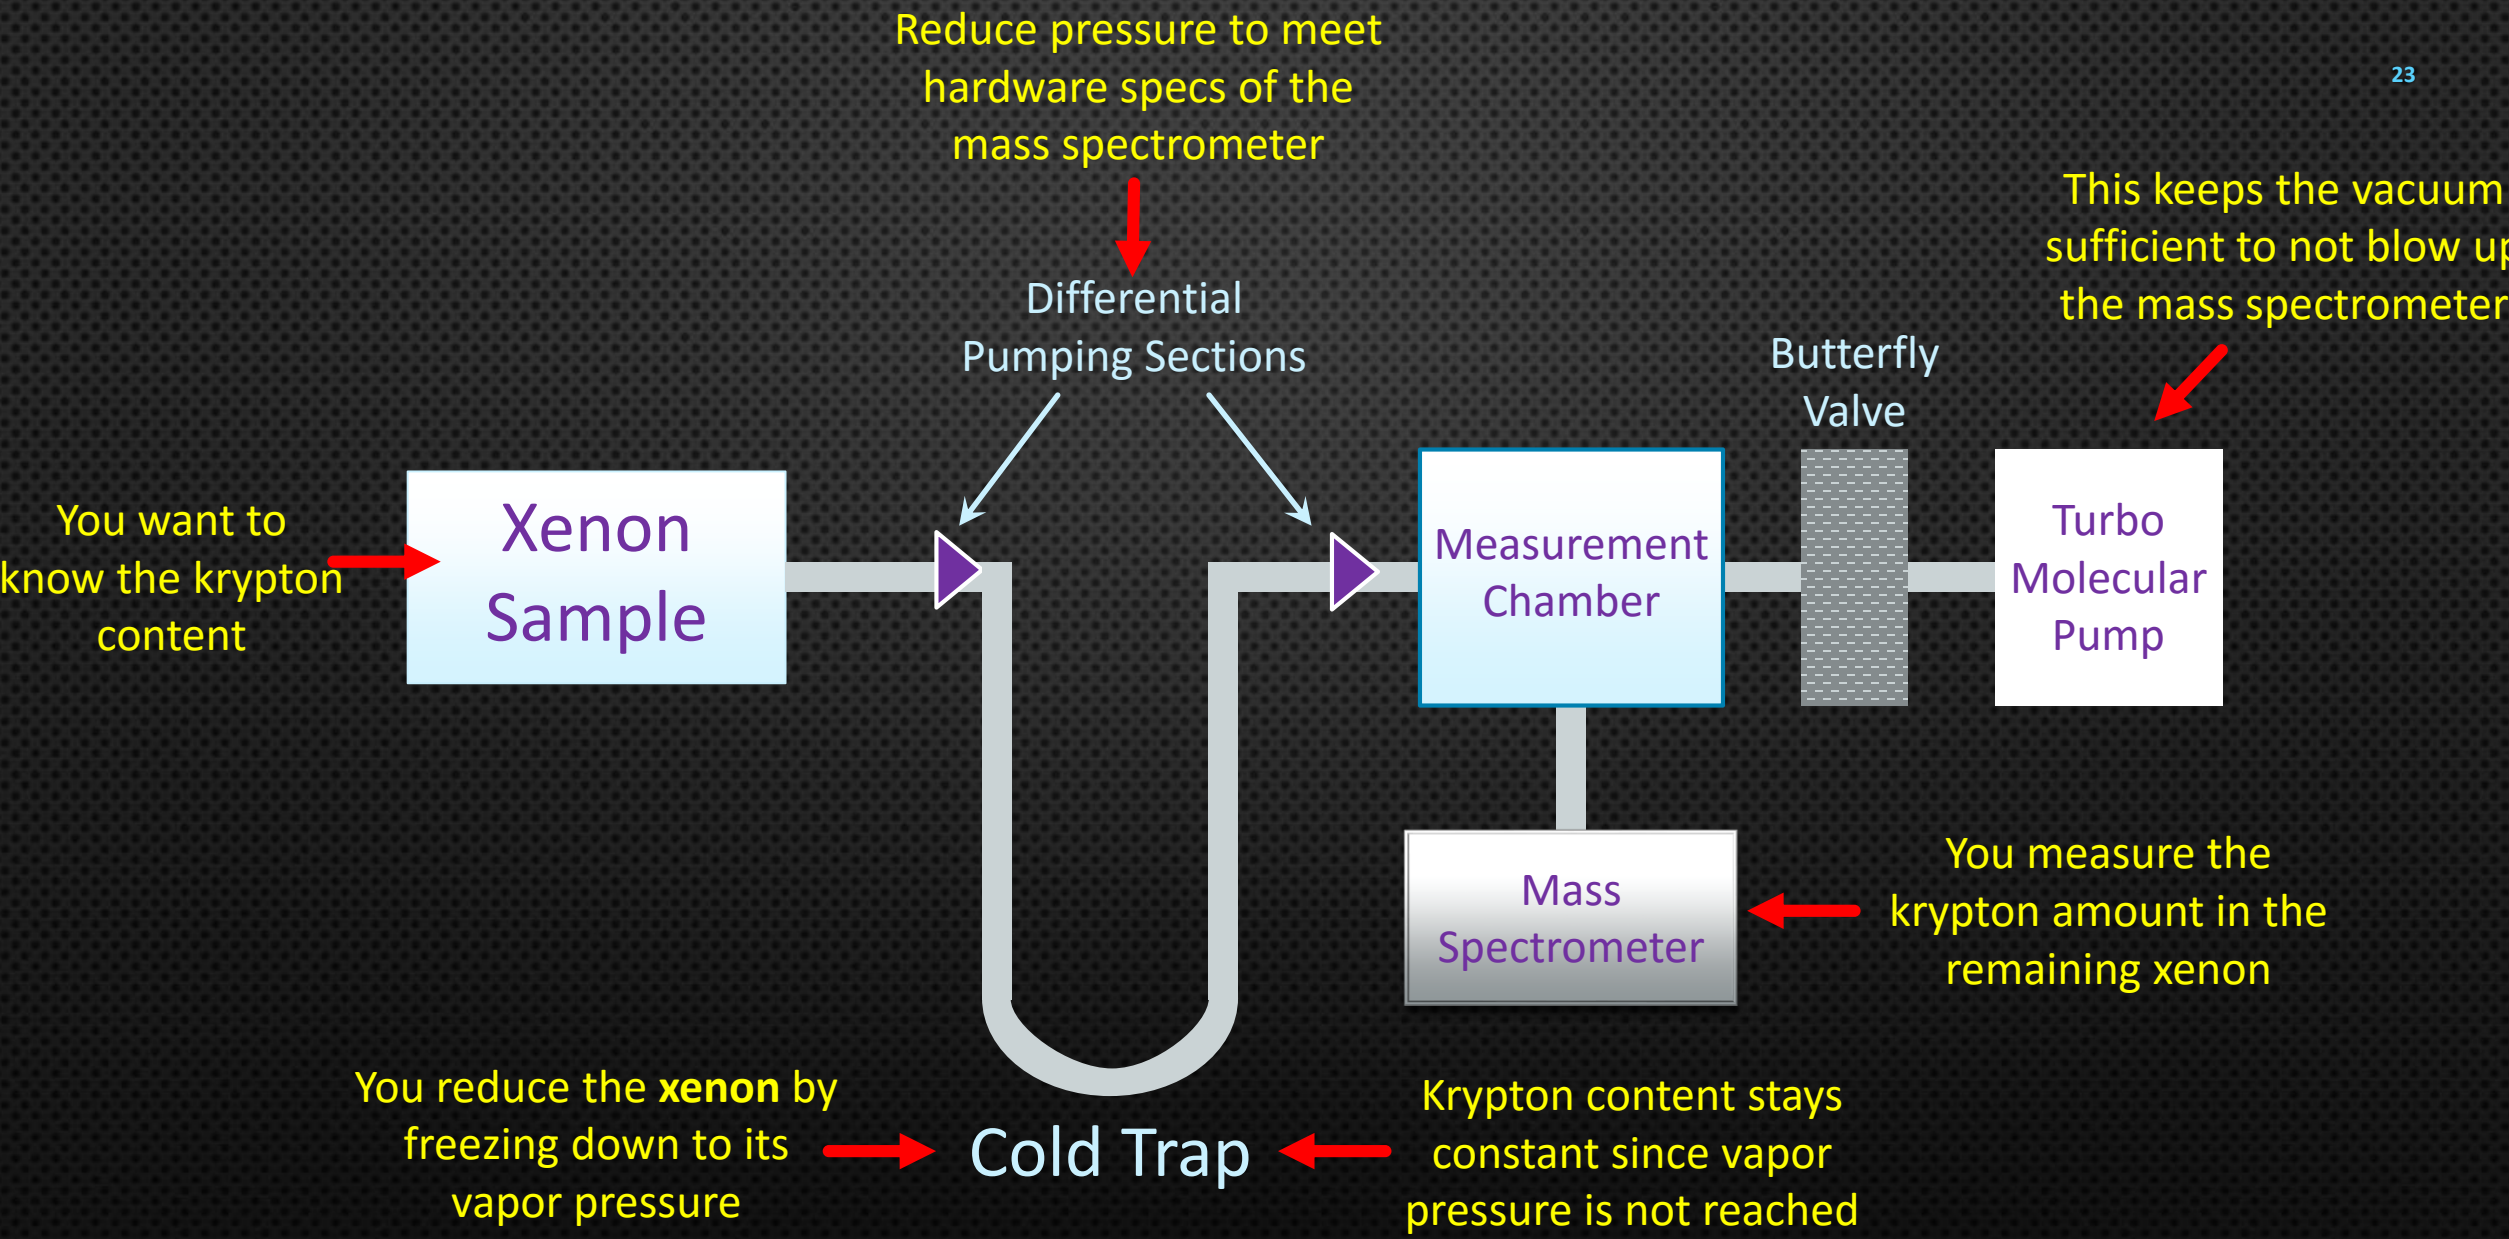 Reduce pressure to meet
hardware specs of the
mass spectrometer
23
This keeps the vacuum
sufficient to not blow up
the mass spectrometer
Differential
Pumping Sections
Butterfly
Valve
You want to
know the krypton
content
Xenon
Sample
Measurement
Chamber
Turbo
Molecular
Pump
Mass
Spectrometer
You measure the
krypton amount in the
remaining xenon
You reduce the xenon by
freezing down to its
vapor pressure
Cold Trap
Krypton content stays
constant since vapor
pressure is not reached